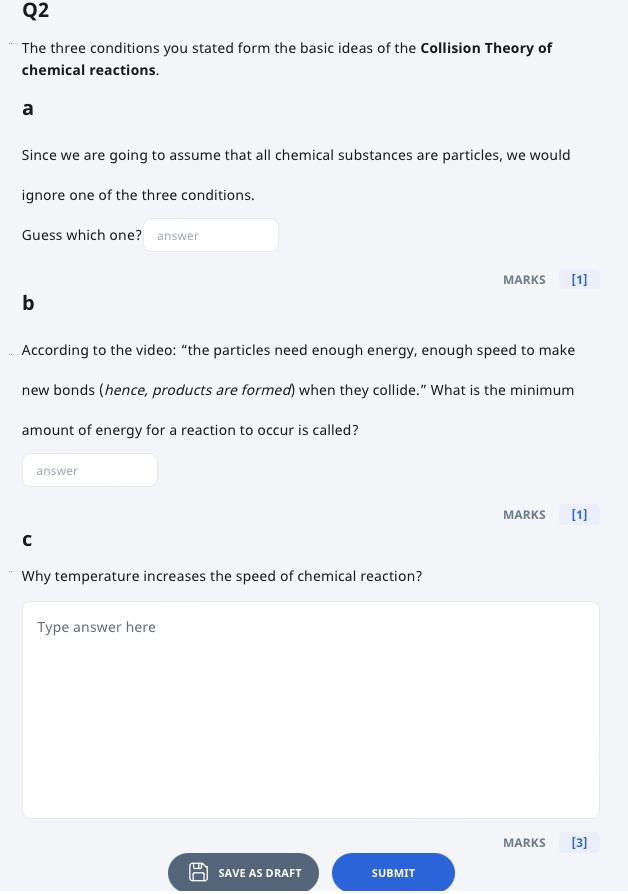 Q2
The three conditions you stated form the basic ideas of the Collision Theory of
chemical reactions.
a
Since we are going to assume that all chemical substances are particles, we would
ignore one of the three conditions.
Guess which one? answer
MARKS [1]
b
According to the video: “the particles need enough energy, enough speed to make
new bonds (hence, products are formed) when they collide.” What is the minimum
amount of energy for a reaction to occur is called?
answer
MARKS [1]
c
Why temperature increases the speed of chemical reaction?
Type answer here
MARKS [3]
SAVE AS DRAFT SUBMIT